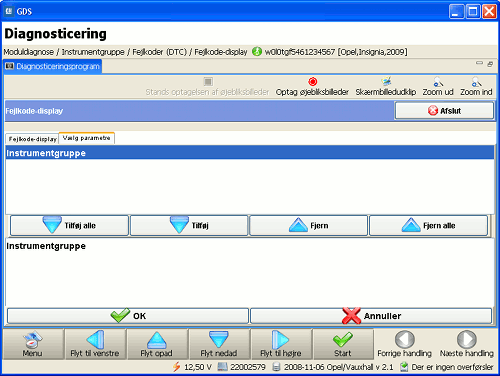 GDS
Diagnosticering
Moduldiagnose / Instrumentgruppe / Fejlkoder (DTC) / Fejlkode-display w0l0tgf5461234567 [Opel,Insignia,2009]
Diagnosticeringsprogram
Stands optagelsen af øjebliksbilleder Optag øjebliksbilleder Skærmbilledudklip Zoom ud Zoom ind
Fejlkode-display Afslut
Fejlkode-display Vælg parametre
Instrumentgruppe
Tilføj alle Tilføj Fjern Fjern alle
Instrumentgruppe
OK Annuller
Menu Flyt til venstre Flyt opad Flyt nedad Flyt til højre Start Forrige handling Næste handling
12,50 V 22002579 2008-11-06 Opel/Vauxhall v 2.1 Der er ingen overførsler